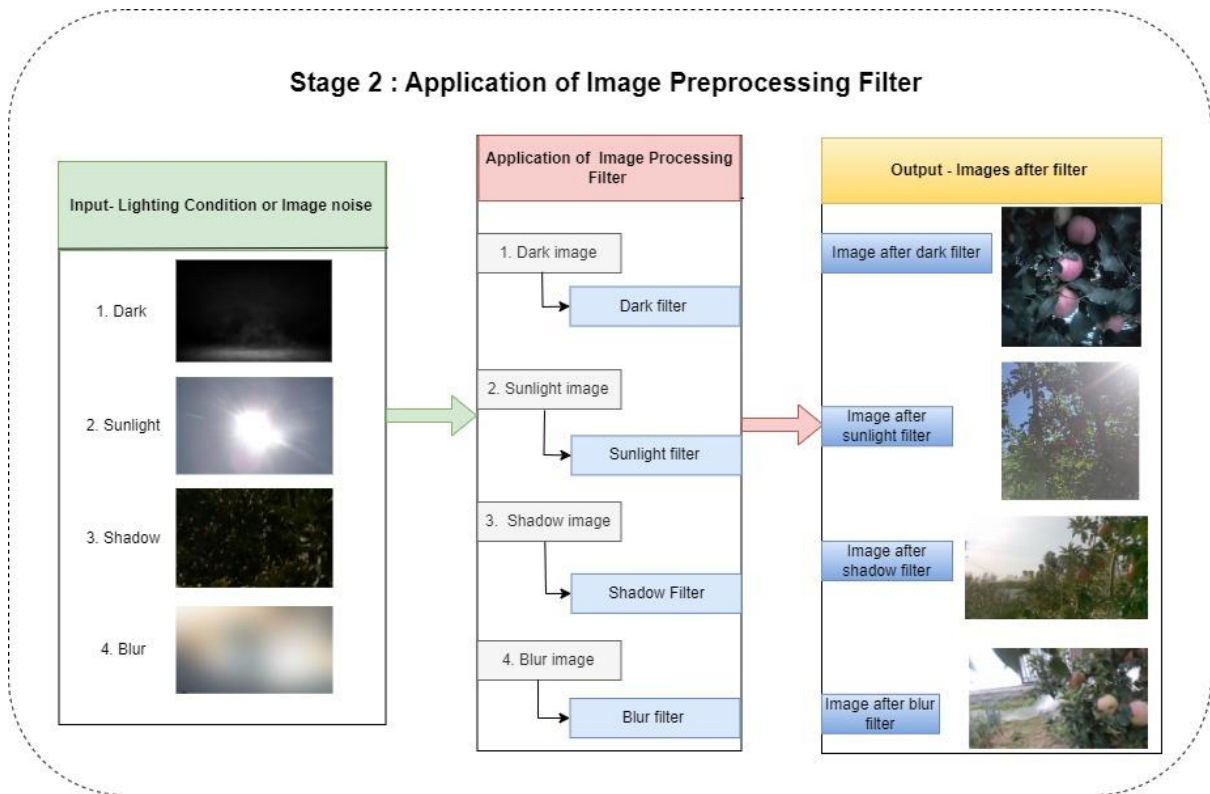 Stage 2 : Application of Image Preprocessing Filter
Input- Lighting Condition or Image noise
1. Dark
2. Sunlight
3. Shadow
4. Blur
Application of Image Processing
Filter
1. Dark image
Dark filter
2. Sunlight image
Sunlight filter
3. Shadow image
Shadow Filter
4. Blur image
Blur filter
Output - Images after filter
Image after dark filter
Image after
sunlight filter
Image after
shadow filter
Image after blur
filter